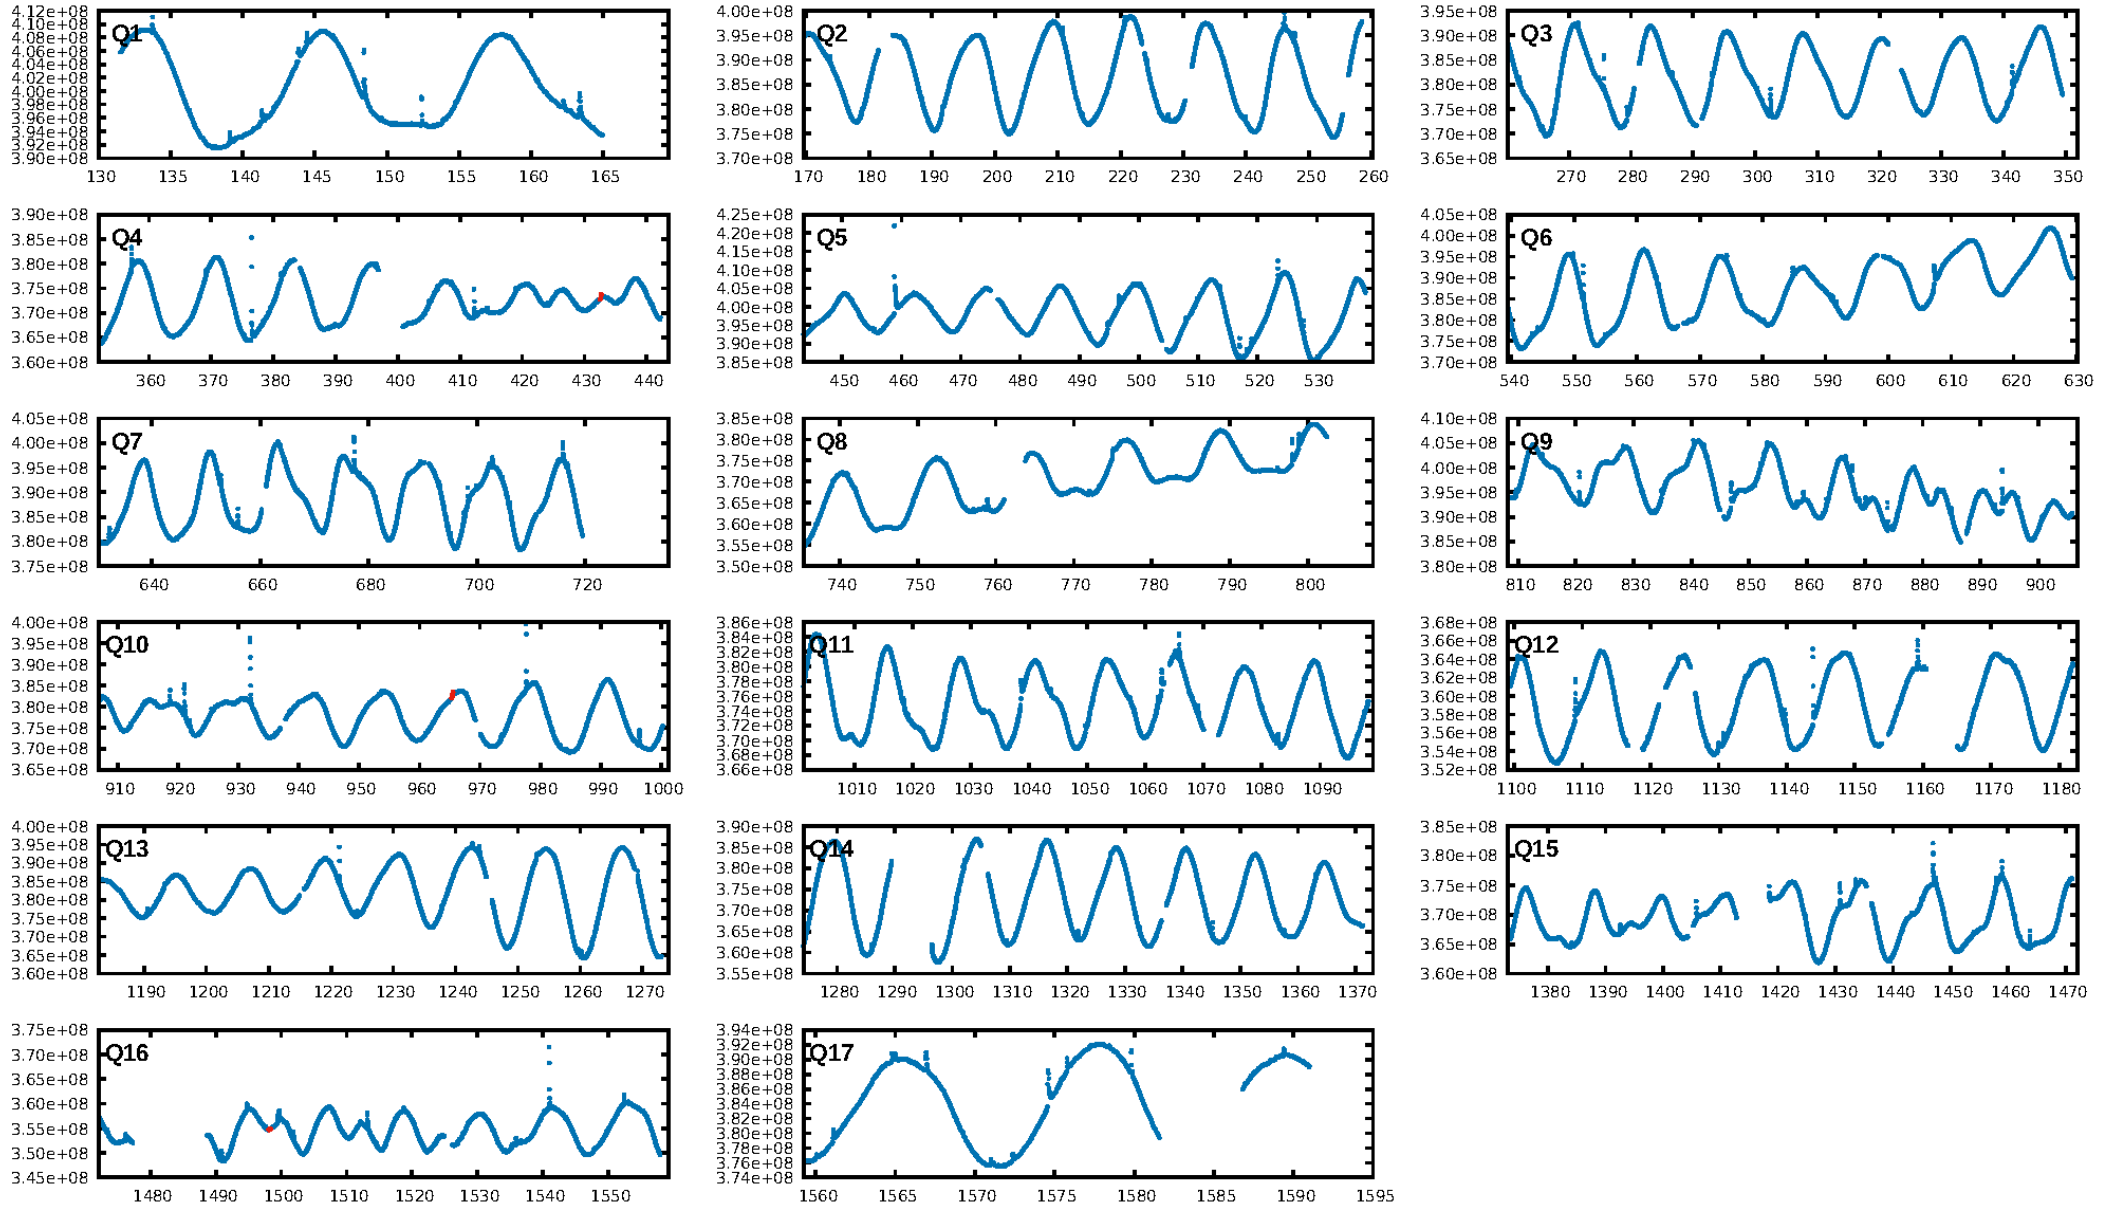 4.12e+08
4.10e+08
4.08e+08
4.06e+08
4.04e+08
4.02e+08
4.00e+08
3.98e+08
3.96e+08
3.94e+08
3.92e+08
3.90e+08
Q1
130 135 140 145 150 155 160 165
4.00e+08
3.95e+08
3.90e+08
3.85e+08
3.80e+08
3.75e+08
3.70e+08
Q2
170 180 190 200 210 220 230 240 250 260
3.95e+08
3.90e+08
3.85e+08
3.80e+08
3.75e+08
3.70e+08
3.65e+08
Q3
270 280 290 300 310 320 330 340 350
3.90e+08
3.85e+08
3.80e+08
3.75e+08
3.70e+08
3.65e+08
3.60e+08
Q4
360 370 380 390 400 410 420 430 440
4.25e+08
4.20e+08
4.15e+08
4.10e+08
4.05e+08
4.00e+08
3.95e+08
3.90e+08
3.85e+08
Q5
450 460 470 480 490 500 510 520 530
4.05e+08
4.00e+08
3.95e+08
3.90e+08
3.85e+08
3.80e+08
3.75e+08
3.70e+08
Q6
540 550 560 570 580 590 600 610 620 630
4.05e+08
4.00e+08
3.95e+08
3.90e+08
3.85e+08
3.80e+08
3.75e+08
Q7
640 660 680 700 720
3.85e+08
3.80e+08
3.75e+08
3.70e+08
3.65e+08
3.60e+08
3.55e+08
3.50e+08
Q8
740 750 760 770 780 790 800
4.10e+08
4.05e+08
4.00e+08
3.95e+08
3.90e+08
3.85e+08
3.80e+08
Q9
810 820 830 840 850 860 870 880 890 900
4.00e+08
3.95e+08
3.90e+08
3.85e+08
3.80e+08
3.75e+08
3.70e+08
3.65e+08
Q10
910 920 930 940 950 960 970 980 990 1000
3.86e+08
3.84e+08
3.82e+08
3.80e+08
3.78e+08
3.76e+08
3.74e+08
3.72e+08
3.70e+08
3.68e+08
3.66e+08
Q11
1010 1020 1030 1040 1050 1060 1070 1080 1090
3.68e+08
3.66e+08
3.64e+08
3.62e+08
3.60e+08
3.58e+08
3.56e+08
3.54e+08
3.52e+08
Q12
1100 1110 1120 1130 1140 1150 1160 1170 1180
4.00e+08
3.95e+08
3.90e+08
3.85e+08
3.80e+08
3.75e+08
3.70e+08
3.65e+08
3.60e+08
Q13
1190 1200 1210 1220 1230 1240 1250 1260 1270
3.90e+08
3.85e+08
3.80e+08
3.75e+08
3.70e+08
3.65e+08
3.60e+08
3.55e+08
Q14
1280 1290 1300 1310 1320 1330 1340 1350 1360 1370
3.85e+08
3.80e+08
3.75e+08
3.70e+08
3.65e+08
3.60e+08
Q15
1380 1390 1400 1410 1420 1430 1440 1450 1460 1470
3.75e+08
3.70e+08
3.65e+08
3.60e+08
3.55e+08
3.50e+08
3.45e+08
Q16
1480 1490 1500 1510 1520 1530 1540 1550
3.94e+08
3.92e+08
3.90e+08
3.88e+08
3.86e+08
3.84e+08
3.82e+08
3.80e+08
3.78e+08
3.76e+08
3.74e+08
Q17
1560 1565 1570 1575 1580 1585 1590 1595